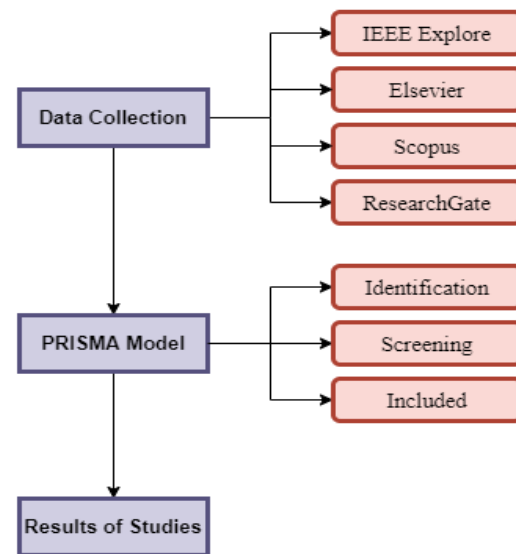 IEEE Explore
Elsevier
Data Collection
Scopus
ResearchGate
Identification
PRISMA Model
Screening
Included
Results of Studies